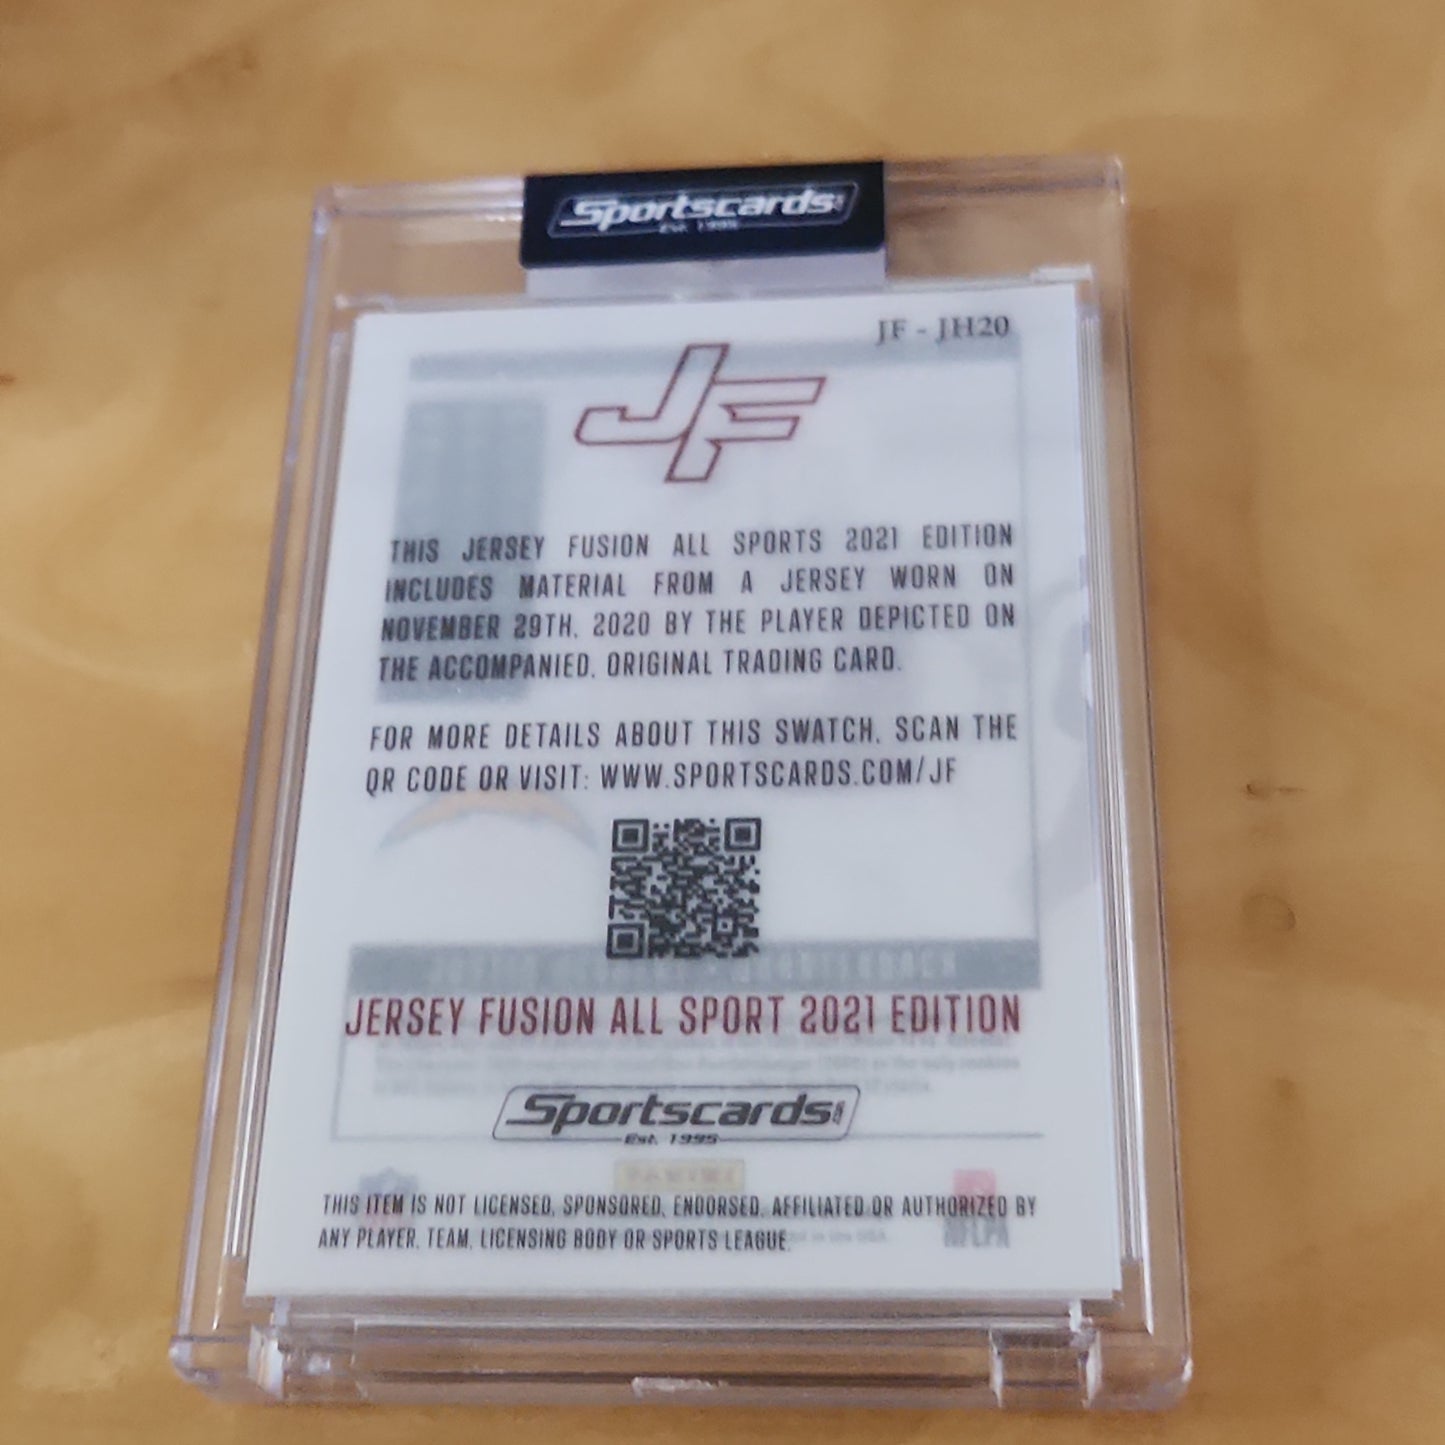 Sportscards.com
Est. 1995
JF - JH20
JF
THIS JERSEY FUSION ALL SPORTS 2021 EDITION
INCLUDES MATERIAL FROM A JERSEY WORN ON
NOVEMBER 29TH, 2020 BY THE PLAYER DEPICTED ON
THE ACCOMPANIED, ORIGINAL TRADING CARD.
FOR MORE DETAILS ABOUT THIS SWATCH, SCAN THE
QR CODE OR VISIT: WWW.SPORTSCARDS.COM/JF
JERSEY FUSION ALL SPORT 2021 EDITION
Sportscards.com
Est. 1995
PANINI
THIS ITEM IS NOT LICENSED, SPONSORED, ENDORSED, AFFILIATED OR AUTHORIZED BY
ANY PLAYER, TEAM, LICENSING BODY OR SPORTS LEAGUE.
NFLPA